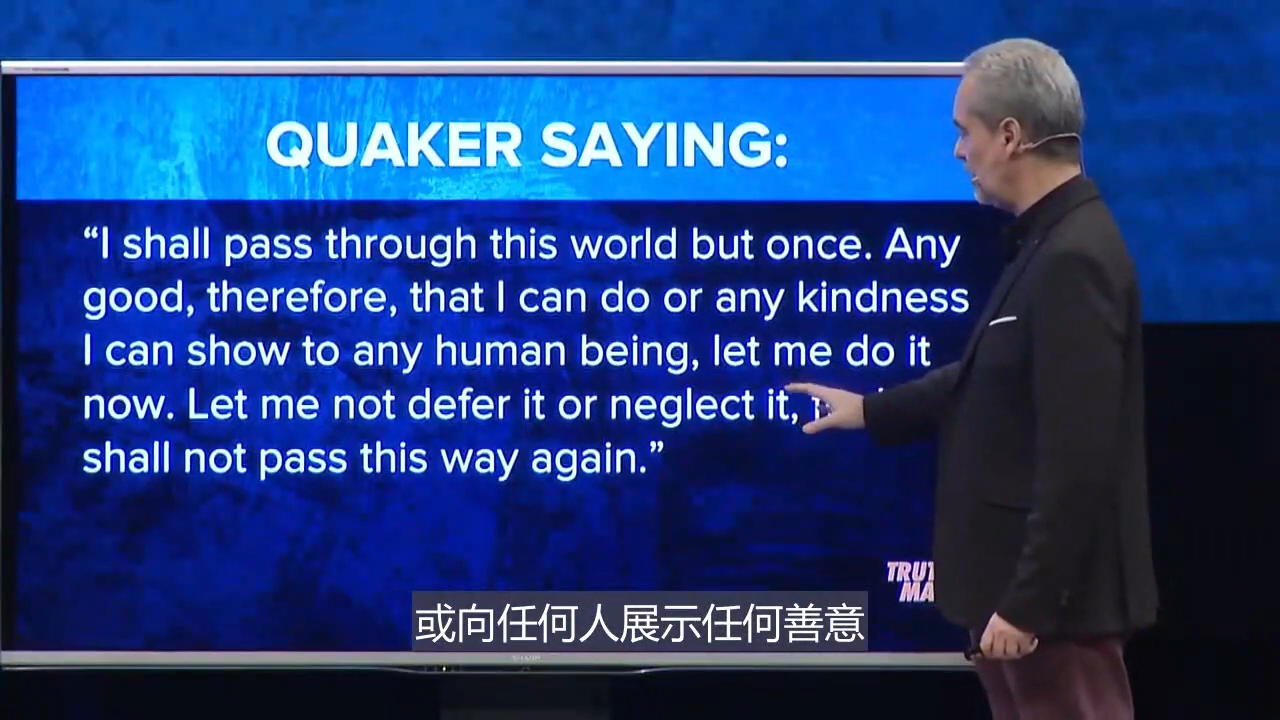 QUAKER SAYING:
“I shall pass through this world but once. Any
good, therefore, that I can do or any kindness
I can show to any human being, let me do it
now. Let me not defer it or neglect it,
shall not pass this way again.”
或向任何人展示任何善意